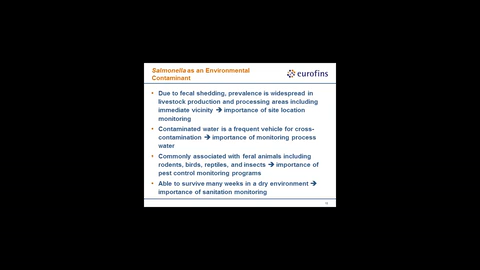 Salmonella as an Environmental
Contaminant
eurofins
• Due to fecal shedding, prevalence is widespread in
livestock production and processing areas including
immediate vicinity ➔ importance of site location
monitoring
• Contaminated water is a frequent vehicle for cross-
contamination ➔ importance of monitoring process
water
• Commonly associated with feral animals including
rodents, birds, reptiles, and insects ➔ importance of
pest control monitoring programs
• Able to survive many weeks in a dry environment ➔
importance of sanitation monitoring